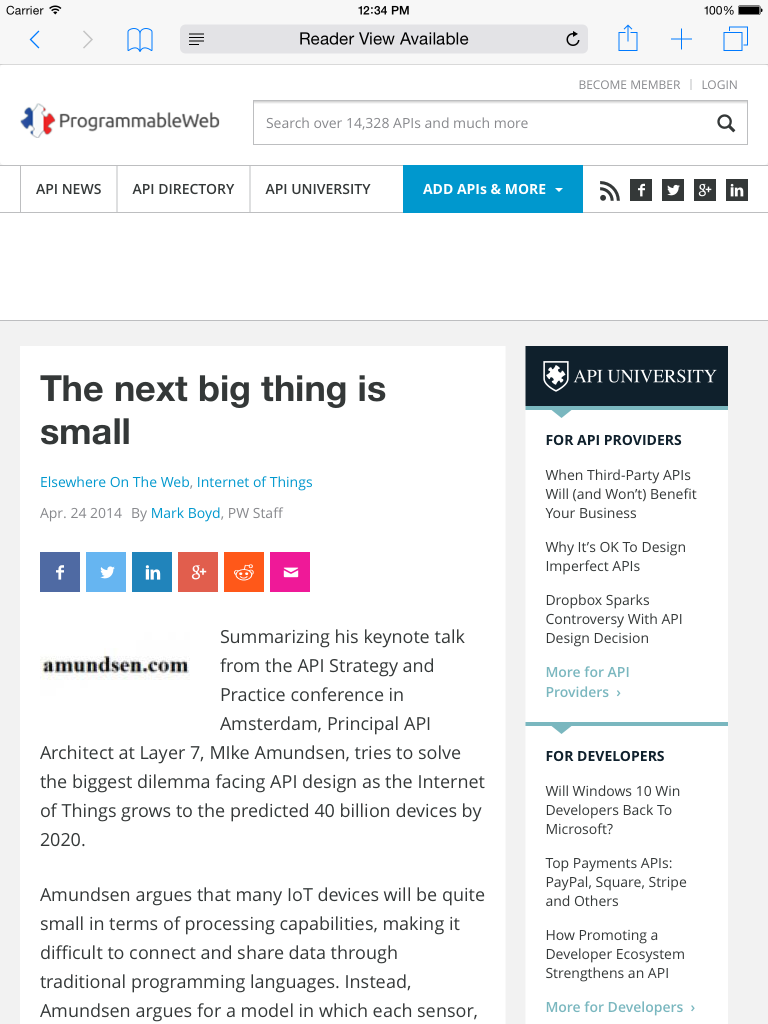 Carrier 12:34 PM 100%
Reader View Available
BECOME MEMBER | LOGIN
ProgrammableWeb
Search over 14,328 APIs and much more
API NEWS API DIRECTORY API UNIVERSITY ADD APIs & MORE f g+ in
The next big thing is
small
Elsewhere On The Web, Internet of Things
Apr. 24 2014 By Mark Boyd, PW Staff
f in g+
amundsen.com
Summarizing his keynote talk
from the API Strategy and
Practice conference in
Amsterdam, Principal API
Architect at Layer 7, MIke Amundsen, tries to solve
the biggest dilemma facing API design as the Internet
of Things grows to the predicted 40 billion devices by
2020.
Amundsen argues that many IoT devices will be quite
small in terms of processing capabilities, making it
difficult to connect and share data through
traditional programming languages. Instead,
Amundsen argues for a model in which each sensor,
API UNIVERSITY
FOR API PROVIDERS
When Third-Party APIs
Will (and Won't) Benefit
Your Business
Why It's OK To Design
Imperfect APIs
Dropbox Sparks
Controversy With API
Design Decision
More for API
Providers ›
FOR DEVELOPERS
Will Windows 10 Win
Developers Back To
Microsoft?
Top Payments APIs:
PayPal, Square, Stripe
and Others
How Promoting a
Developer Ecosystem
Strengthens an API
More for Developers ›